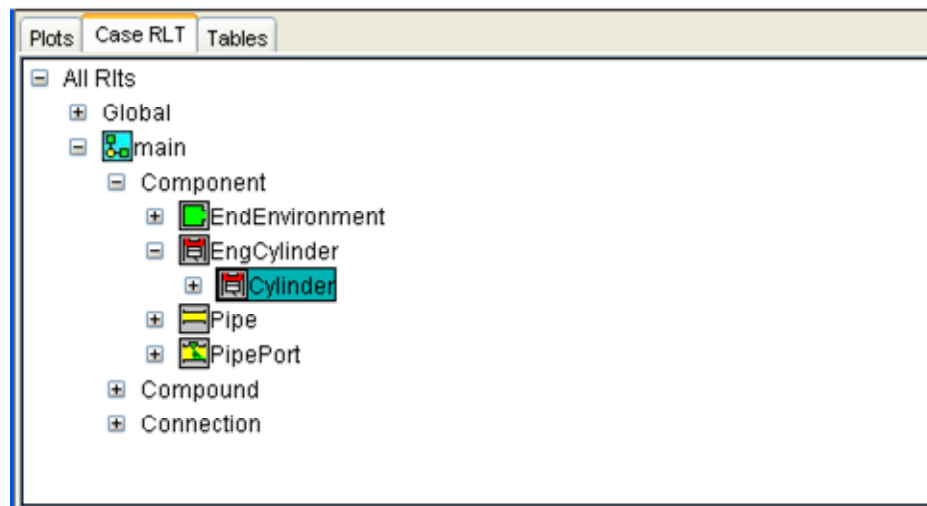 Plots Case RLT Tables
All Rlts
Global
main
Component
EndEnvironment
EngCylinder
Cylinder
Pipe
PipePort
Compound
Connection